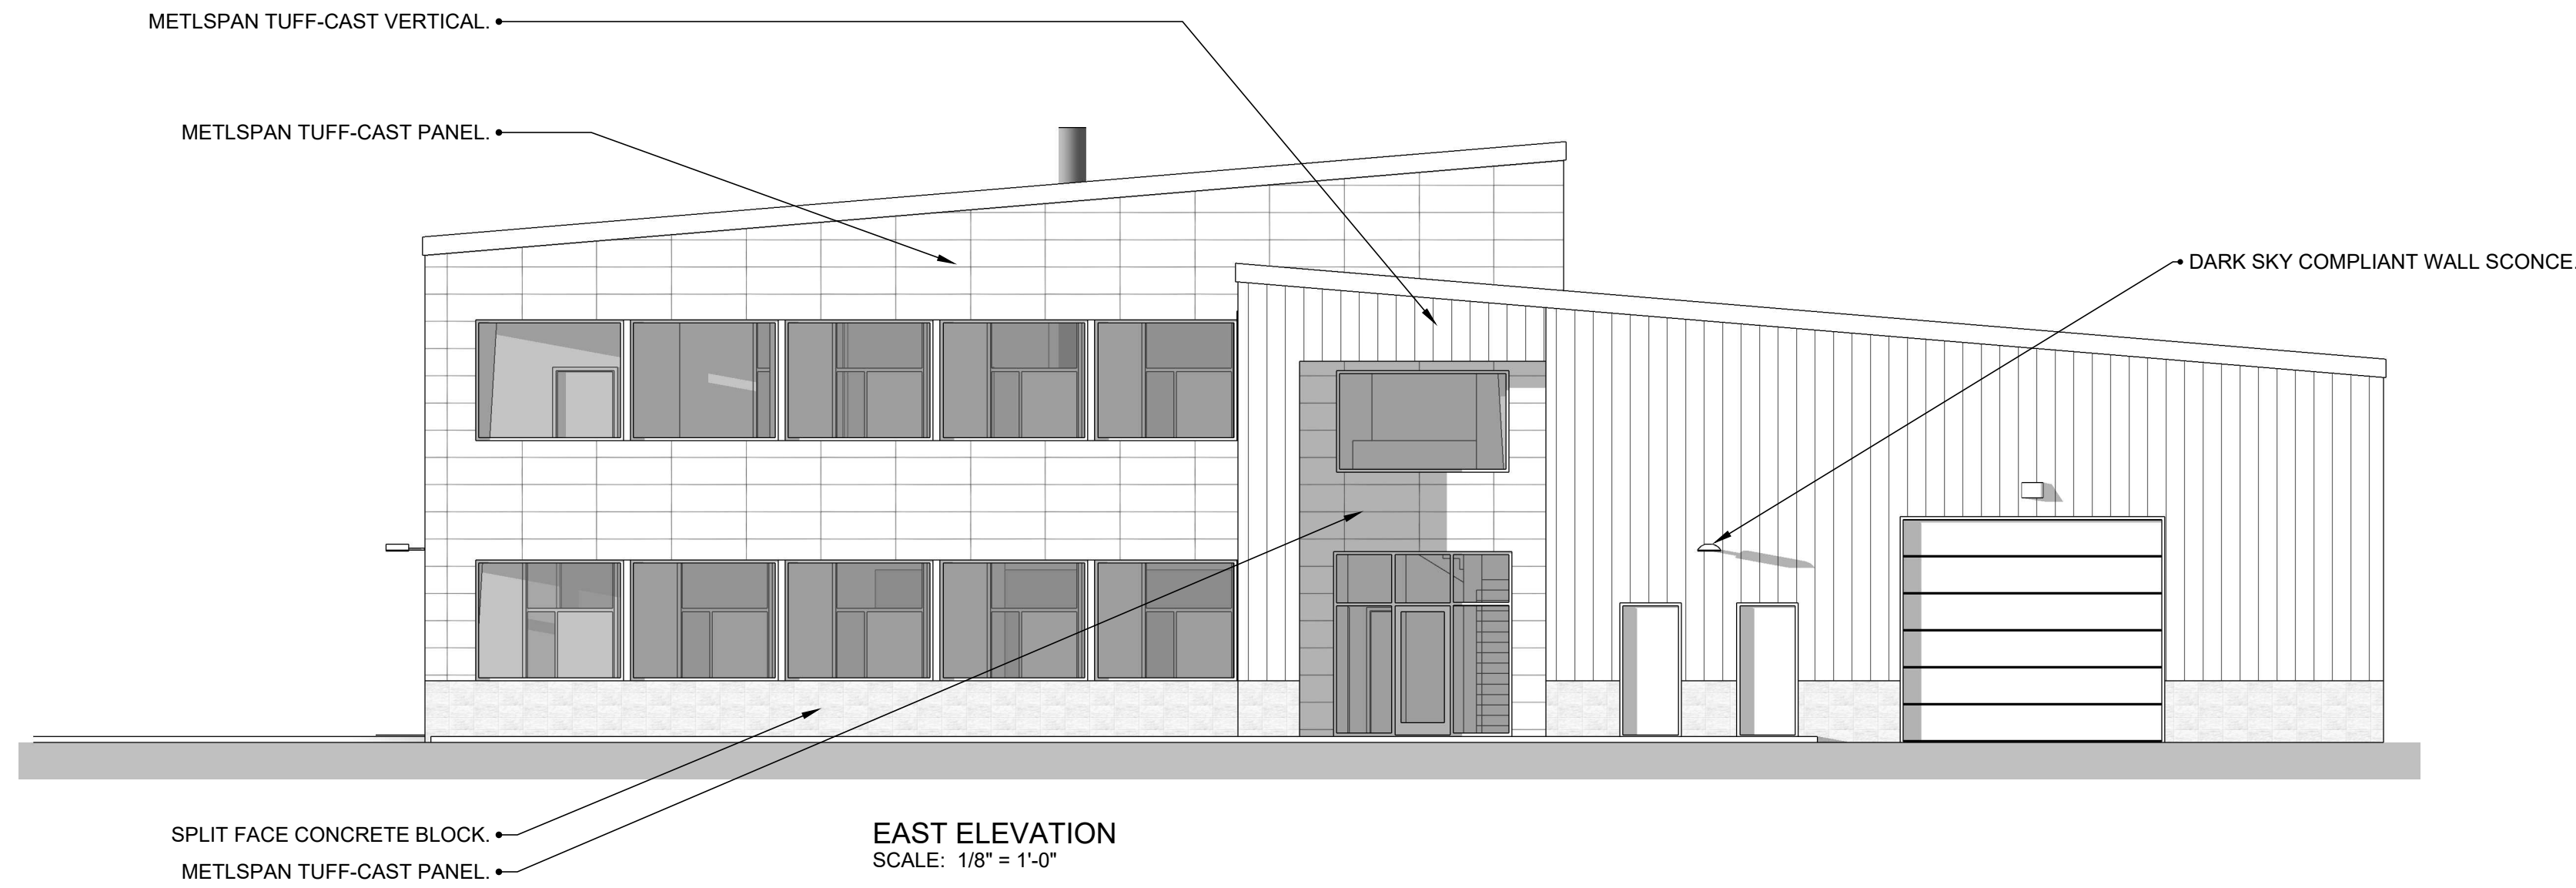 METLSPAN TUFF-CAST VERTICAL.
METLSPAN TUFF-CAST PANEL.
DARK SKY COMPLIANT WALL SCONCE.
SPLIT FACE CONCRETE BLOCK.
METLSPAN TUFF-CAST PANEL.
EAST ELEVATION
SCALE: 1/8" = 1'-0"